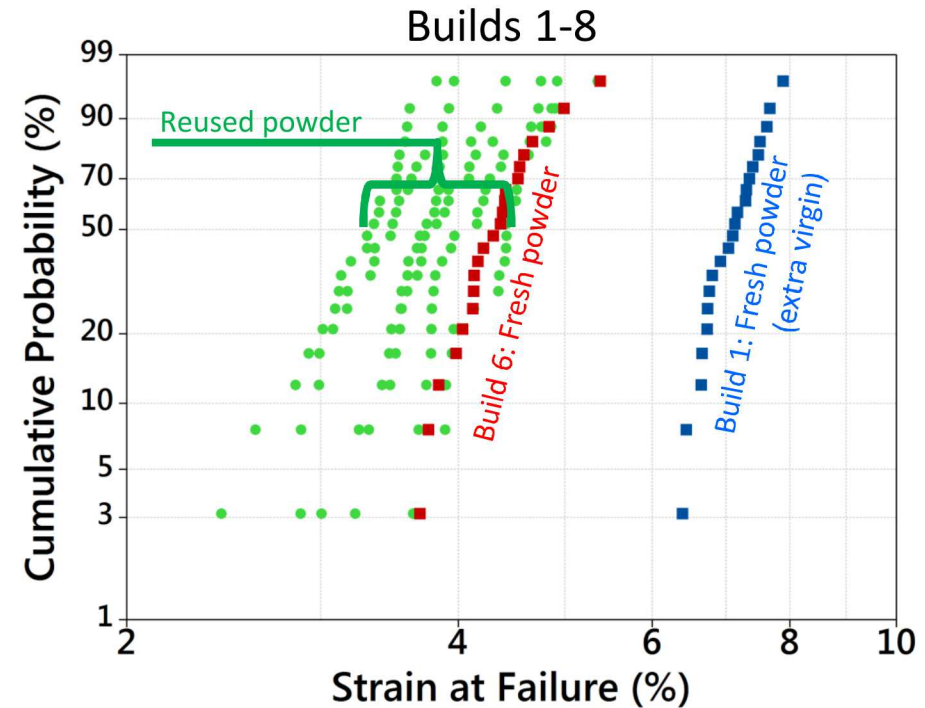 Builds 1-8
99
90
70
50
20
10
5
3
1
Cumulative Probability (%)
Reused powder
Build 6: Fresh powder
Build 1: Fresh powder
(extra virgin)
2
4
6
8
10
Strain at Failure (%)